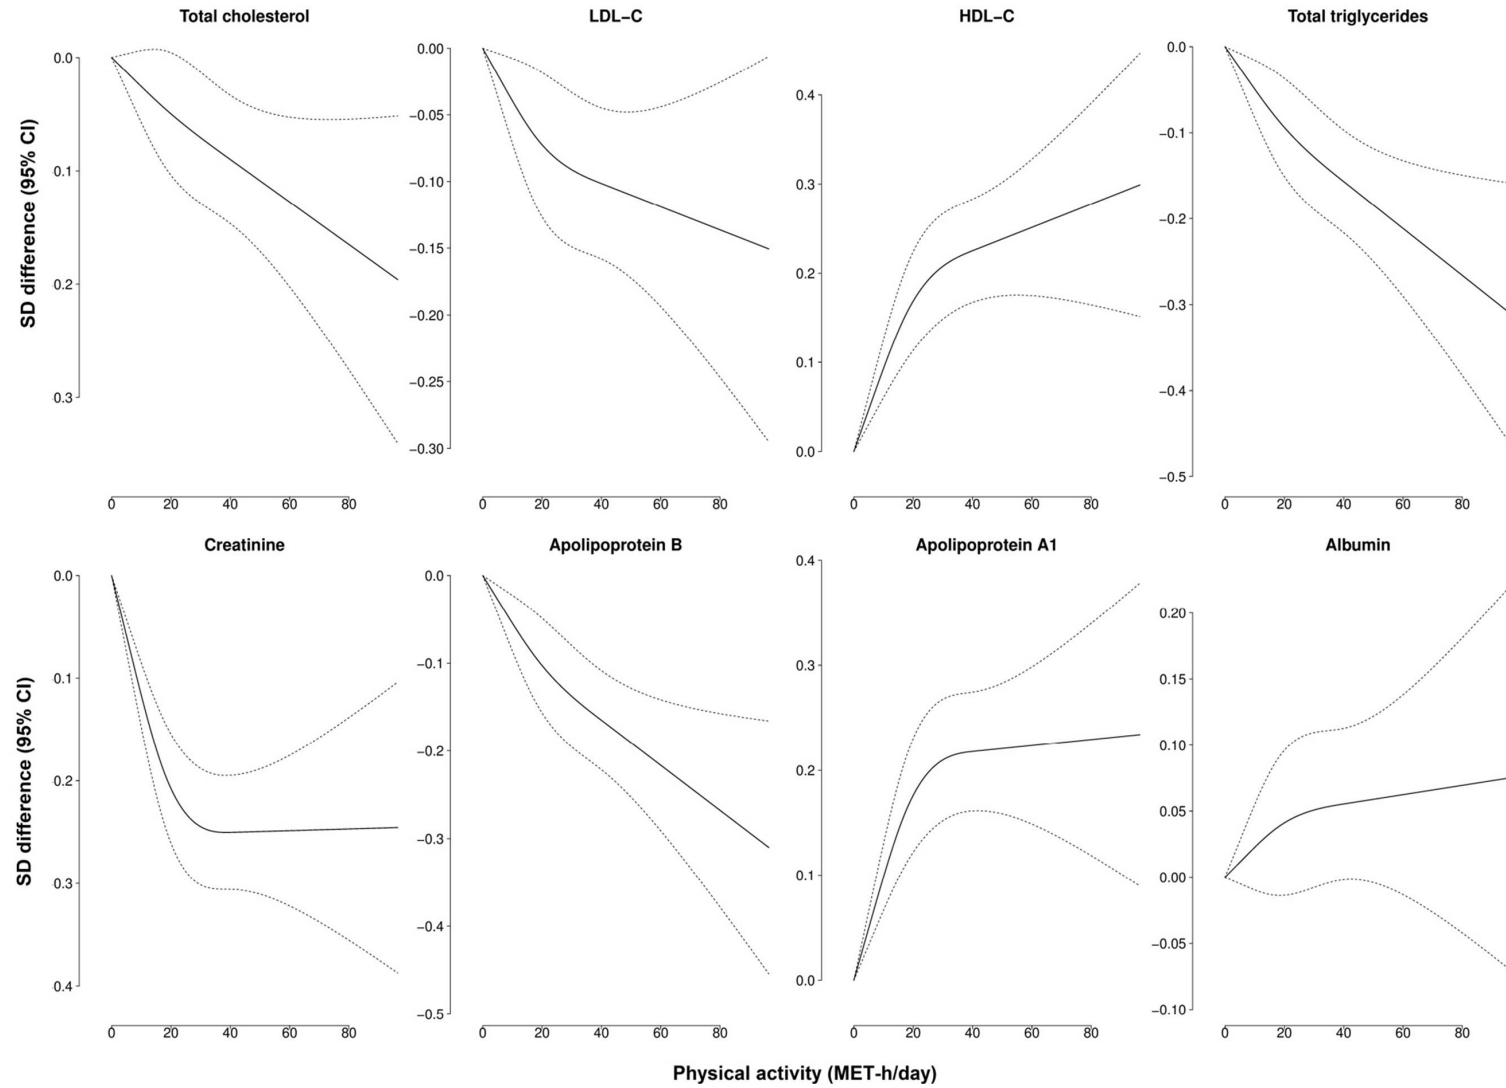 Total cholesterol
LDL−C
HDL−C
Total triglycerides
SD difference (95% CI)
0.0
0.1
0.2
0.3
0 20 40 60 80
0.00
−0.05
−0.10
−0.15
−0.20
−0.25
−0.30
0 20 40 60 80
0.4
0.3
0.2
0.1
0.0
0 20 40 60 80
0.0
−0.1
−0.2
−0.3
−0.4
−0.5
0 20 40 60 80
Creatinine
Apolipoprotein B
Apolipoprotein A1
Albumin
SD difference (95% CI)
0.0
0.1
0.2
0.3
0.4
0 20 40 60 80
0.0
−0.1
−0.2
−0.3
−0.4
−0.5
0 20 40 60 80
0.4
0.3
0.2
0.1
0.0
0 20 40 60 80
0.20
0.15
0.10
0.05
0.00
−0.05
−0.10
0 20 40 60 80
Physical activity (MET-h/day)